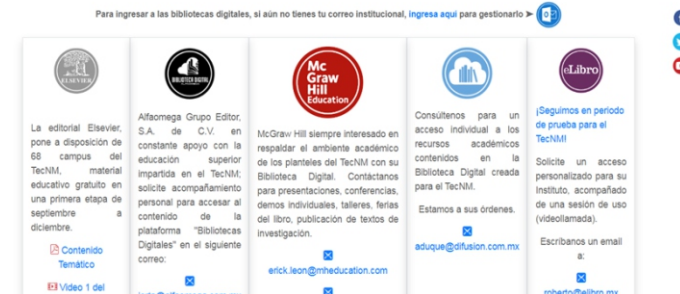 Para ingresar a las bibliotecas digitales, si aún no tienes tu correo institucional, ingresa aquí para gestionarlo ➤
ELSEVIER
La editorial Elsevier,
pone a disposición de
68 campus del
TecNM, material
educativo gratuito en
una primera etapa de
septiembre a
diciembre.
Contenido
Temático
Video 1 del
BIBLIOTECA DIGITAL
Alfaomega Grupo Editor,
S.A. de C.V. en
constante apoyo con la
educación superior
impartida en el TecNM;
solicite acompañamiento
personal para accesar al
contenido de la
plataforma "Bibliotecas
Digitales" en el siguiente
correo:
Mc
Graw
Hill
Education
McGraw Hill siempre interesado en
respaldar el ambiente académico
de los planteles del TecNM con su
Biblioteca Digital. Contáctanos
para presentaciones, conferencias,
demos individuales, talleres, ferias
del libro, publicación de textos de
investigación.
erick.leon@mheducation.com
Consúltenos para un
acceso individual a los
recursos académicos
contenidos en la
Biblioteca Digital creada
para el TecNM.
Estamos a sus órdenes.
aduque@difusion.com.mx
eLibro
¡Seguimos en periodo
de prueba para el
TecNM!
Solicite un acceso
personalizado para su
Instituto, acompañado
de una sesión de uso
(videollamada).
Escríbanos un email
a:
roberto@elibro.mx